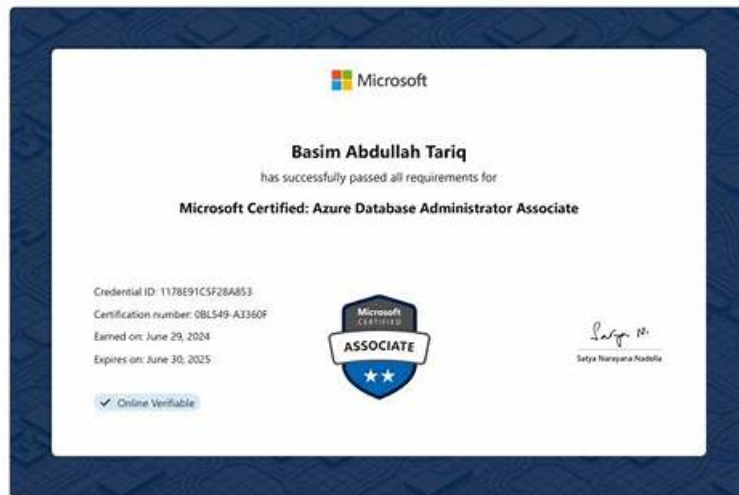 Microsoft
Basim Abdullah Tariq
has successfully passed all requirements for
Microsoft Certified: Azure Database Administrator Associate
Credential ID: 1178E91C5F28A853
Certification number: 0BL549-A3360F
Earned on: June 29, 2024
Expires on: June 30, 2025
Online Verifiable
Microsoft
CERTIFIED
ASSOCIATE
Satya N.
Satya Narayana Nadella